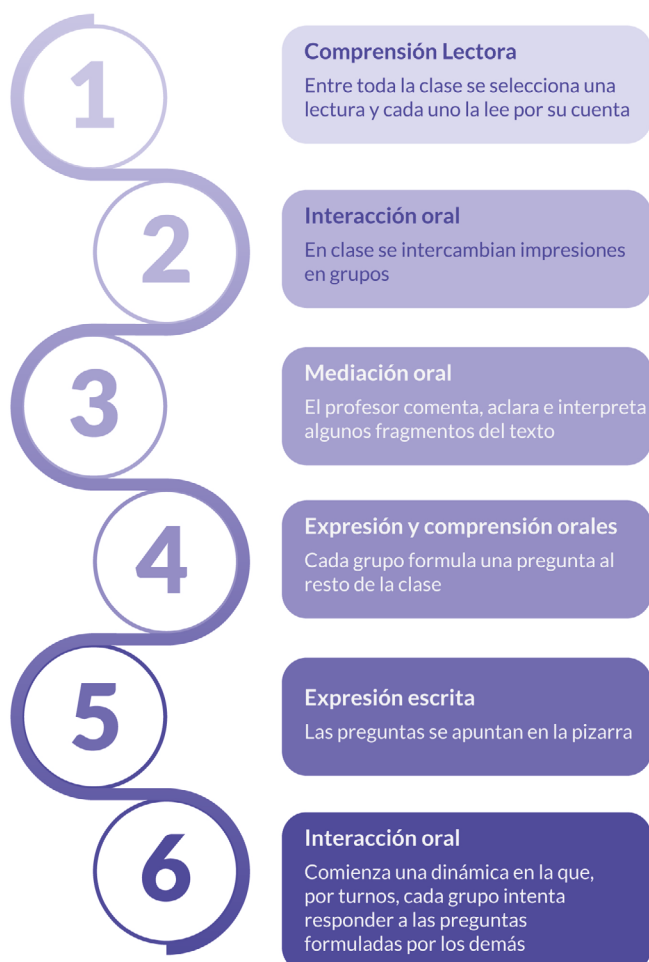 1
Comprensión Lectora
Entre toda la clase se selecciona una
lectura y cada uno la lee por su cuenta
2
Interacción oral
En clase se intercambian impresiones
en grupos
3
Mediación oral
El profesor comenta, aclara e interpreta
algunos fragmentos del texto
4
Expresión y comprensión orales
Cada grupo formula una pregunta al
resto de la clase
5
Expresión escrita
Las preguntas se apuntan en la pizarra
6
Interacción oral
Comienza una dinámica en la que,
por turnos, cada grupo intenta
responder a las preguntas
formuladas por los demás